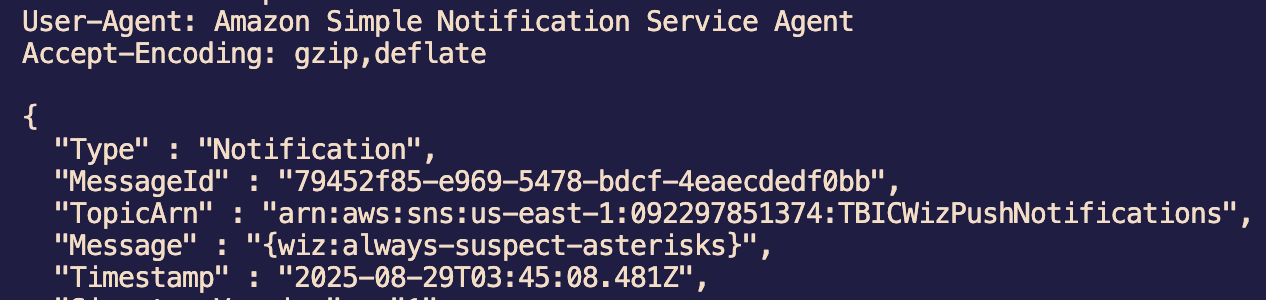 User-Agent: Amazon Simple Notification Service Agent
Accept-Encoding: gzip,deflate

{
  "Type" : "Notification",
  "MessageId" : "79452f85-e969-5478-bdcf-4eaecdedf0bb",
  "TopicArn" : "arn:aws:sns:us-east-1:092297851374:TBICWizPushNotifications",
  "Message" : "{wiz:always-suspect-asterisks}",
  "Timestamp" : "2025-08-29T03:45:08.481Z",